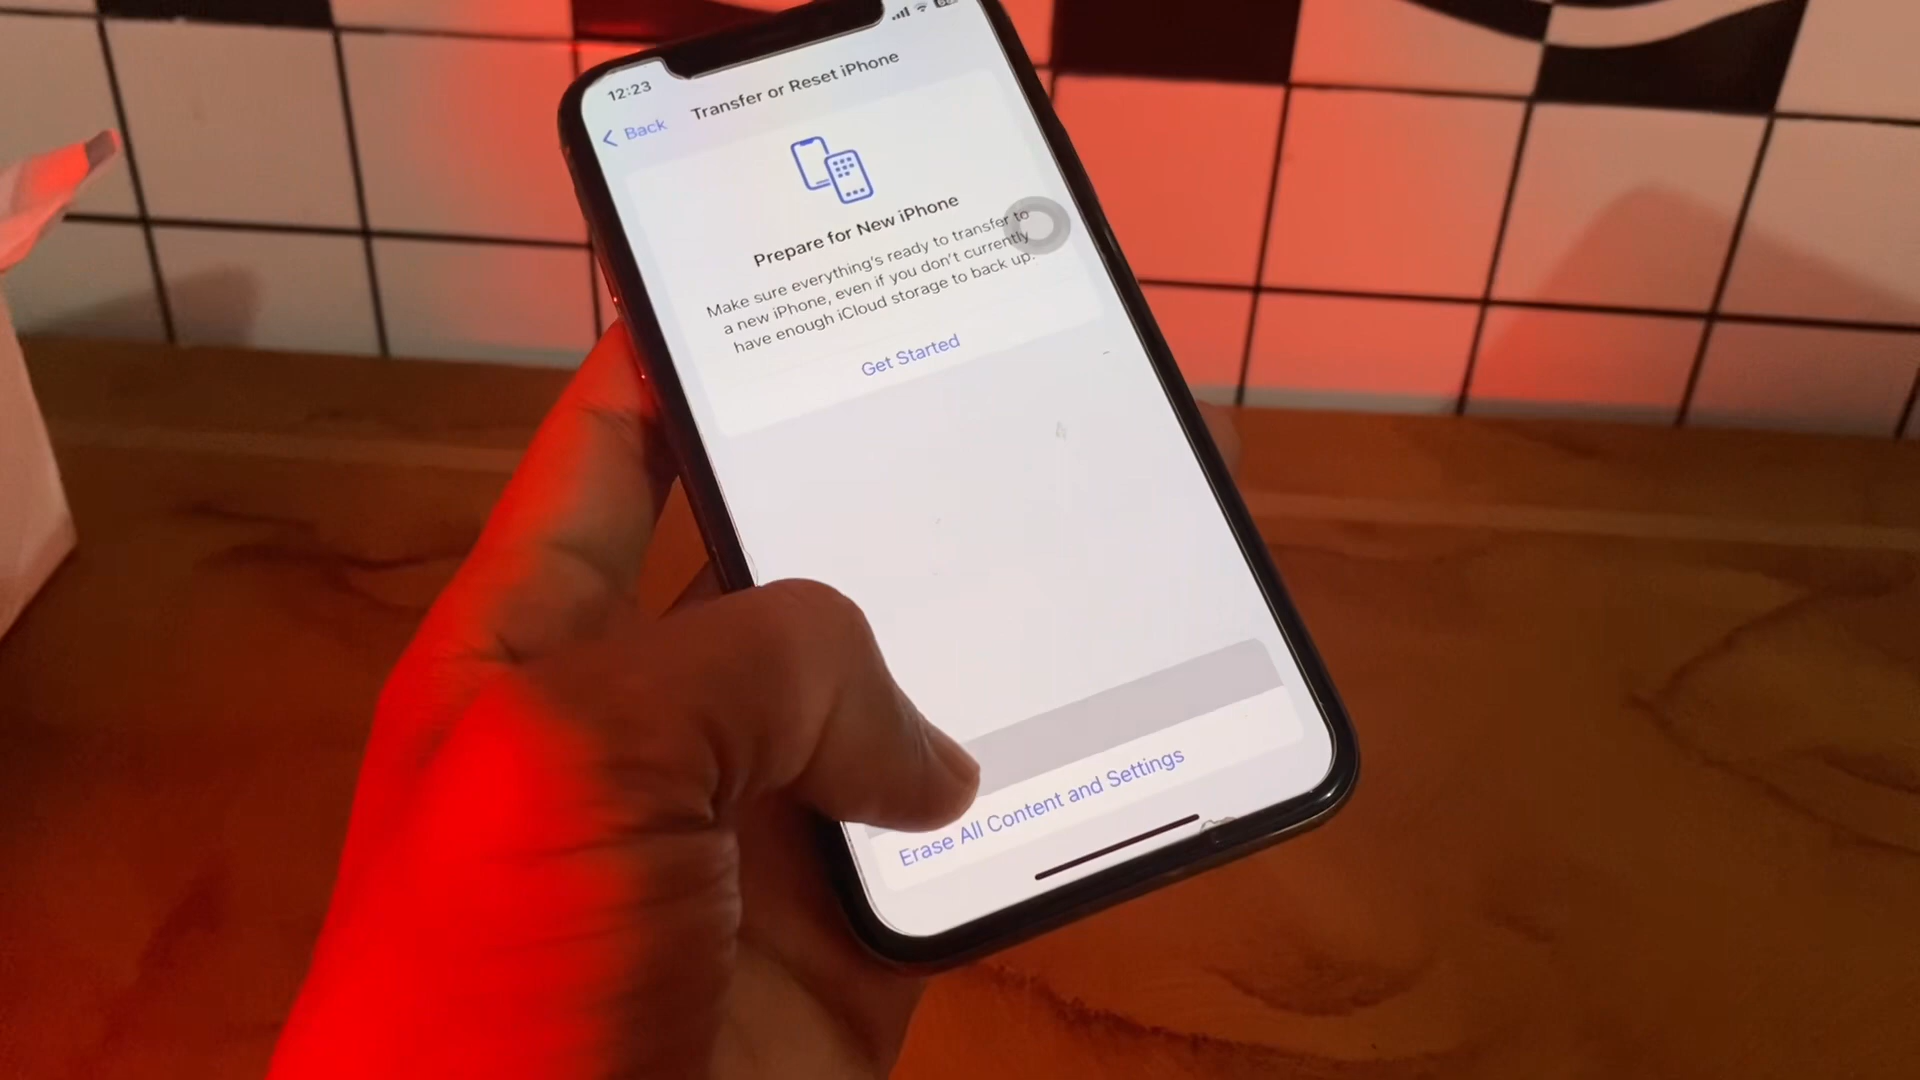 12:23
Back
Transfer or Reset iPhone
Prepare for New iPhone
Make sure everything's ready to transfer to
a new iPhone, even if you don't currently
have enough iCloud storage to back up.
Get Started
Erase All Content and Settings